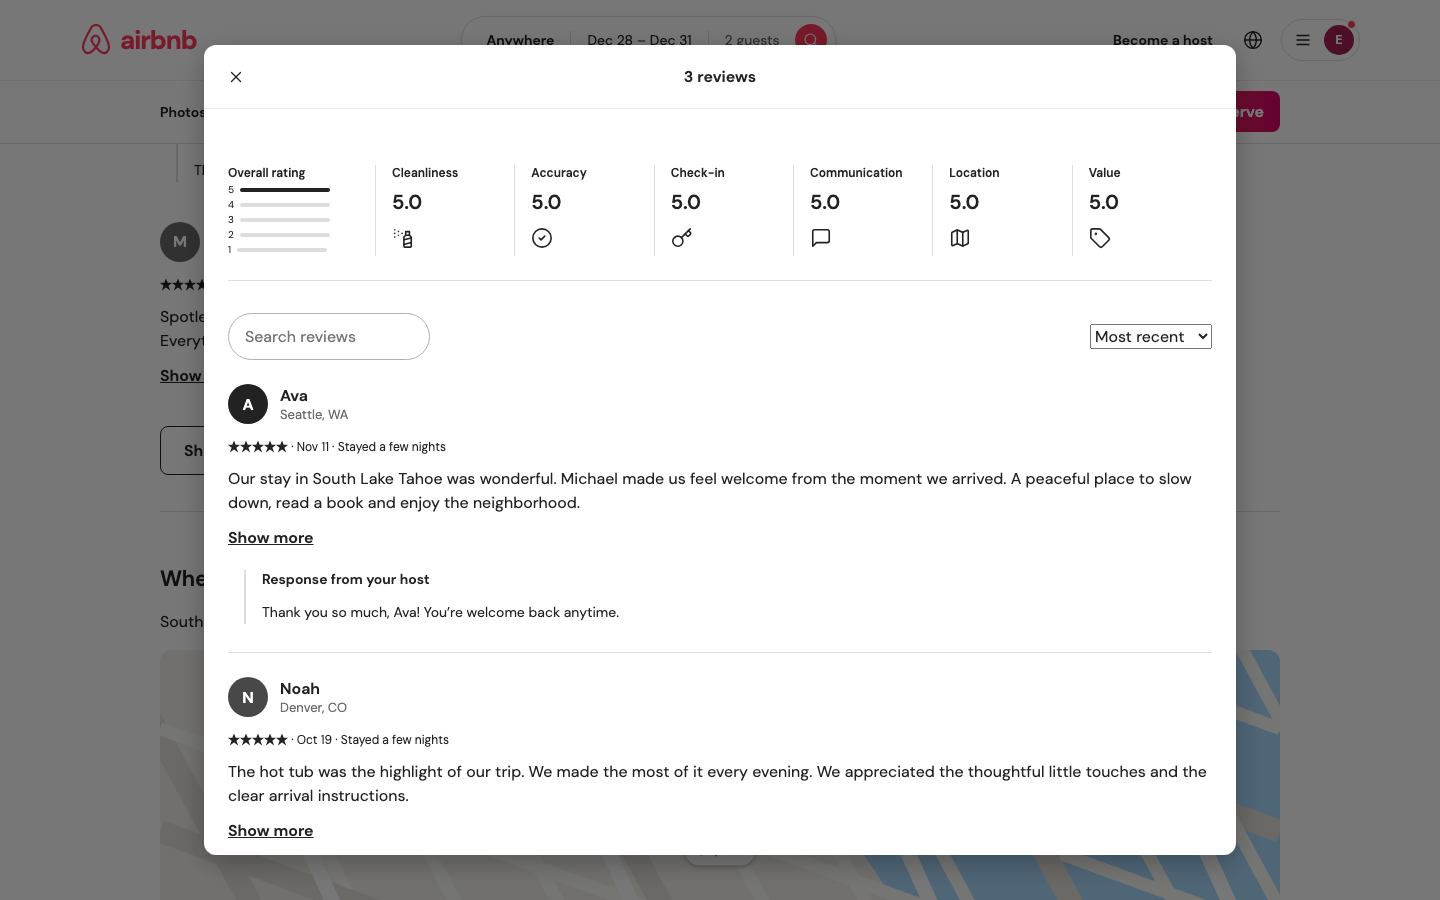 airbnb
Anywhere
Dec 28 – Dec 31
2 guests
Become a host
E
3 reviews
Photos
Overall rating
5
4
3
2
1
Cleanliness
5.0
Accuracy
5.0
Check-in
5.0
Communication
5.0
Location
5.0
Value
5.0
M
Search reviews
Most recent
Show
A
Ava
Seattle, WA
★★★★★ · Nov 11 · Stayed a few nights
Our stay in South Lake Tahoe was wonderful. Michael made us feel welcome from the moment we arrived. A peaceful place to slow
down, read a book and enjoy the neighborhood.
Show more
Response from your host
Thank you so much, Ava! You’re welcome back anytime.
South
N
Noah
Denver, CO
★★★★★ · Oct 19 · Stayed a few nights
The hot tub was the highlight of our trip. We made the most of it every evening. We appreciated the thoughtful little touches and the
clear arrival instructions.
Show more